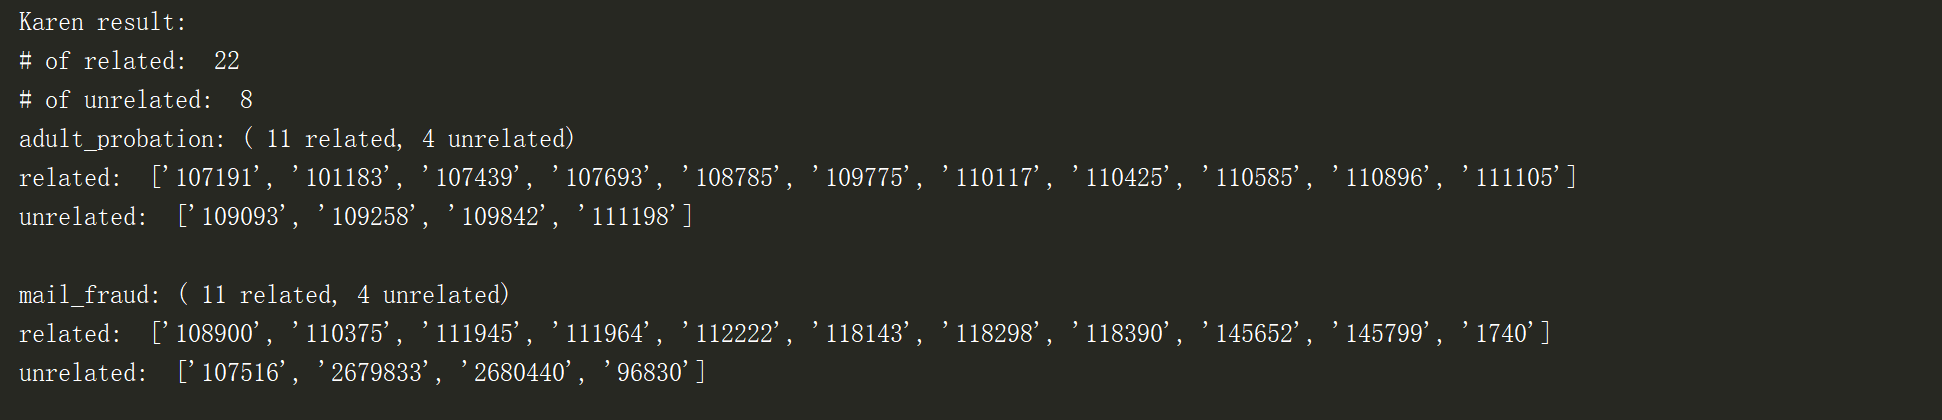 Karen result:
# of related:  22
# of unrelated:  8
adult_probation: ( 11 related, 4 unrelated)
related:  ['107191', '101183', '107439', '107693', '108785', '109775', '110117', '110425', '110585', '110896', '111105']
unrelated:  ['109093', '109258', '109842', '111198']
mail_fraud: ( 11 related, 4 unrelated)
related:  ['108900', '110375', '111945', '111964', '112222', '118143', '118298', '118390', '145652', '145799', '1740']
unrelated:  ['107516', '2679833', '2680440', '96830']